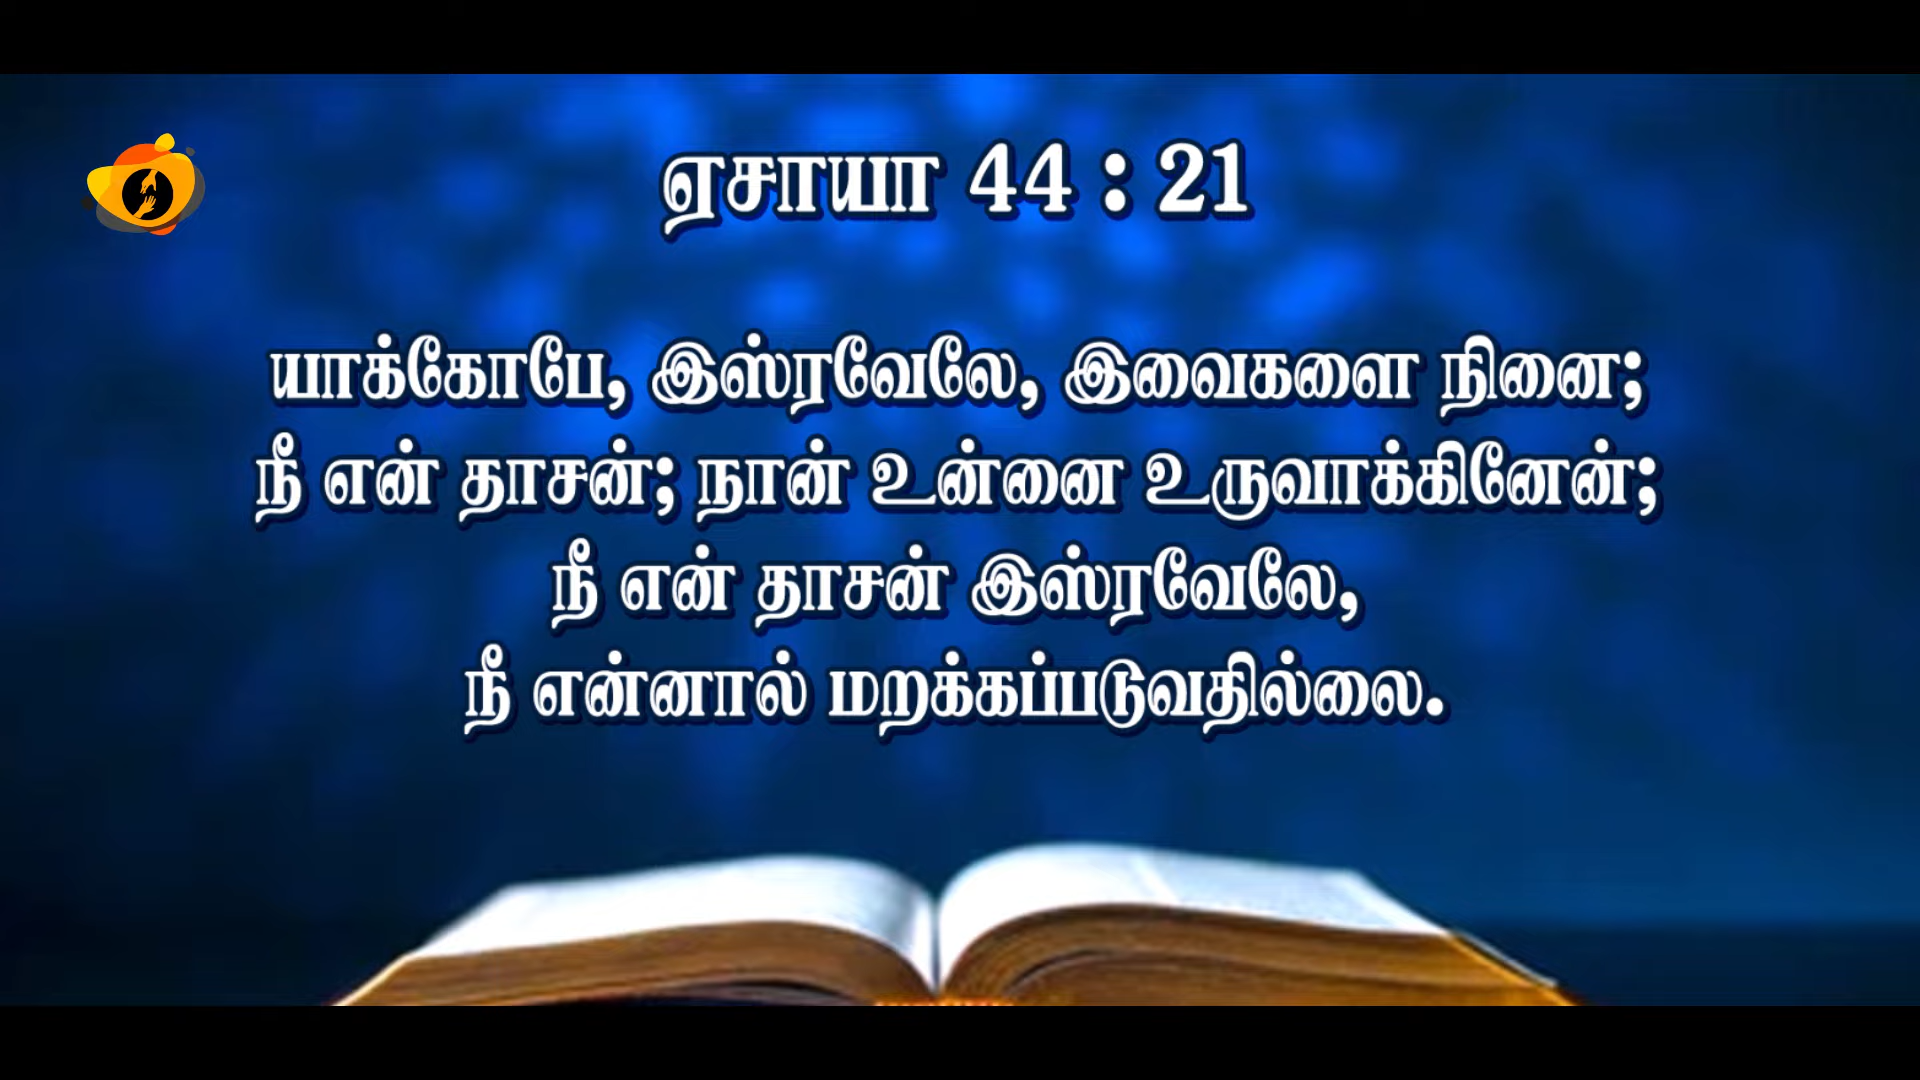 ஏசாயா 44 : 21
யாக்கோபே, இஸ்ரவேலே, இவைகளை நினை;
நீ என் தாசன்; நான் உன்னை உருவாக்கினேன்;
நீ என் தாசன் இஸ்ரவேலே,
நீ என்னால் மறக்கப்படுவதில்லை.